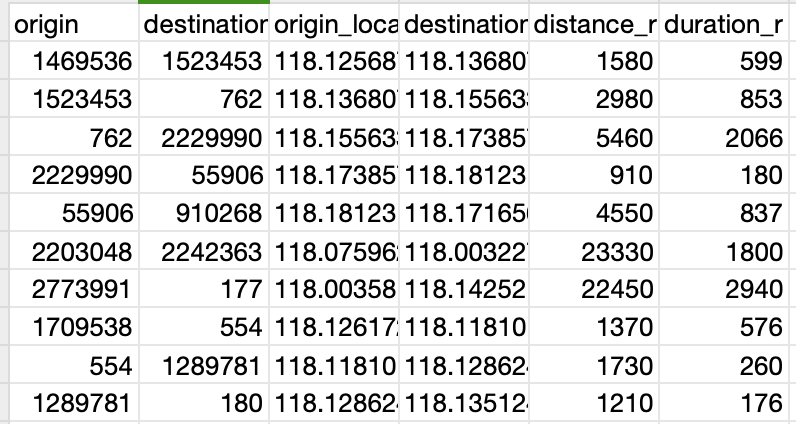 origin destination origin_loca destination distance_r duration_r
1469536 1523453 118.12568 118.13680 1580 599
1523453 762 118.13680 118.15563 2980 853
762 2229990 118.15563 118.17385 5460 2066
2229990 55906 118.17385 118.18123 910 180
55906 910268 118.18123 118.17165 4550 837
2203048 2242363 118.07596 118.00322 23330 1800
2773991 177 118.00358 118.14252 22450 2940
1709538 554 118.12617 118.11810 1370 576
554 1289781 118.11810 118.12862 1730 260
1289781 180 118.12862 118.13512 1210 176